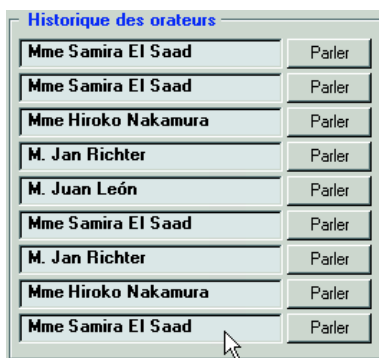 Historique des orateurs
Mme Samira El Saad Parler
Mme Samira El Saad Parler
Mme Hiroko Nakamura Parler
M. Jan Richter Parler
M. Juan León Parler
Mme Samira El Saad Parler
M. Jan Richter Parler
Mme Hiroko Nakamura Parler
Mme Samira El Saad Parler